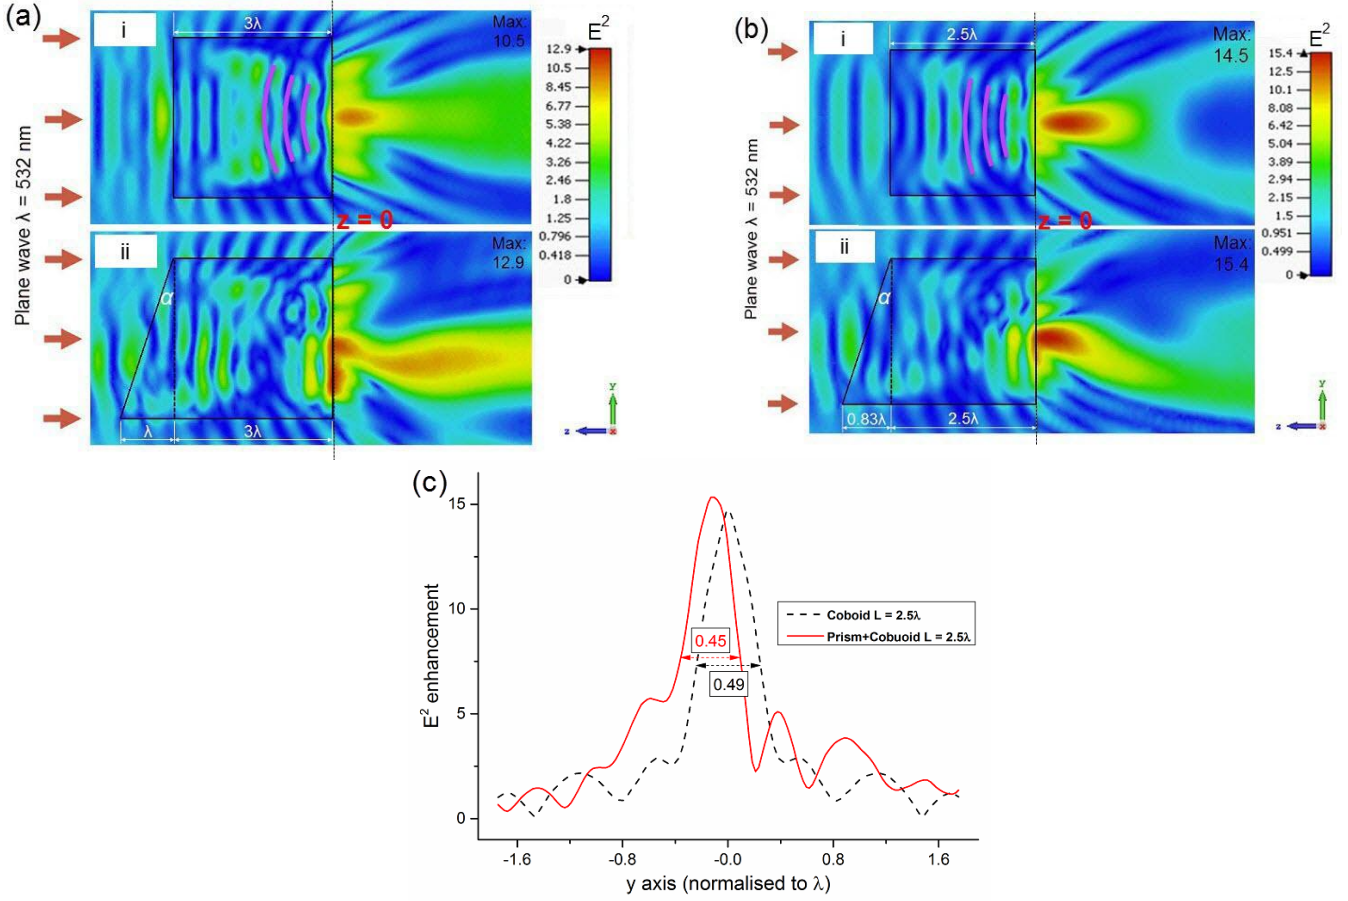 (a)
i
3λ
Max:
10.5
E²
12.9
10.5
8.45
6.77
5.38
4.22
3.26
2.46
1.8
1.25
0.796
0.418
0
Plane wave λ = 532 nm
z = 0
ii
α
Max:
12.9
λ
3λ
y
z
x
(b)
i
2.5λ
Max:
14.5
E²
15.4
12.5
10.1
8.08
6.42
5.04
3.89
2.94
2.15
1.5
0.951
0.499
0
Plane wave λ = 532 nm
z = 0
ii
α
Max:
15.4
0.83λ
2.5λ
y
z
x
(c)
15
10
5
0
E² enhancement
0.45
0.49
Coboid L = 2.5λ
Prism+Cobuoid L = 2.5λ
-1.6
-0.8
-0.0
0.8
1.6
y axis (normalised to λ)